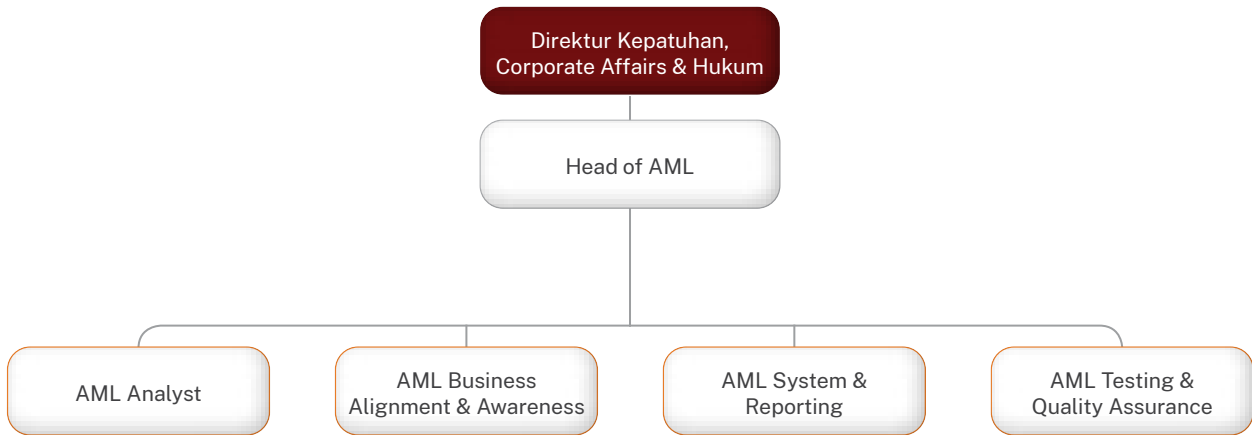 Direktur Kepatuhan,
Corporate Affairs & Hukum
Head of AML
AML Analyst
AML Business
Alignment & Awareness
AML System &
Reporting
AML Testing &
Quality Assurance